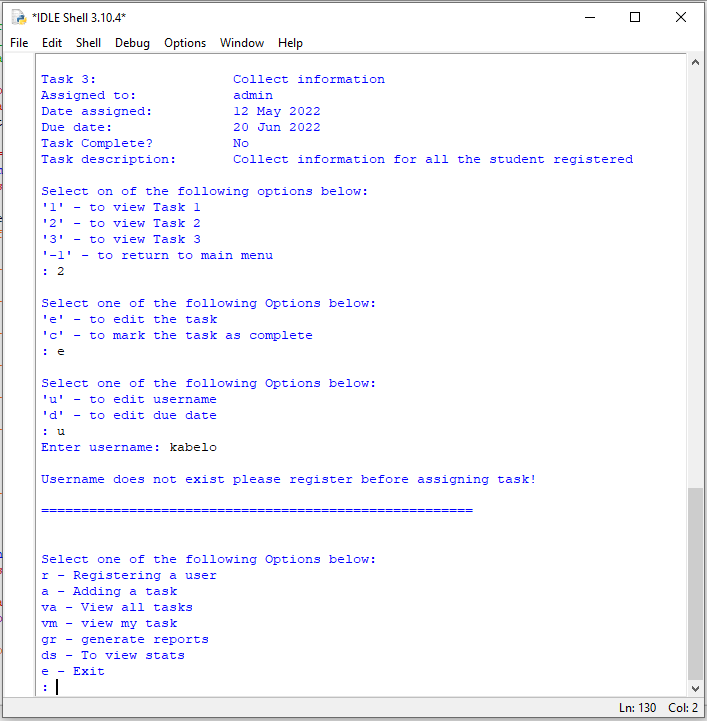 *IDLE Shell 3.10.4*
File Edit Shell Debug Options Window Help
Task 3: Collect information
Assigned to: admin
Date assigned: 12 May 2022
Due date: 20 Jun 2022
Task Complete? No
Task description: Collect information for all the student registered
Select on of the following options below:
'1' - to view Task 1
'2' - to view Task 2
'3' - to view Task 3
'-1' - to return to main menu
: 2
Select one of the following Options below:
'e' - to edit the task
'c' - to mark the task as complete
: e
Select one of the following Options below:
'u' - to edit username
'd' - to edit due date
: u
Enter username: kabelo
Username does not exist please register before assigning task!
======================================================
Select one of the following Options below:
r - Registering a user
a - Adding a task
va - View all tasks
vm - view my task
gr - generate reports
ds - To view stats
e - Exit
:
Ln: 130 Col: 2